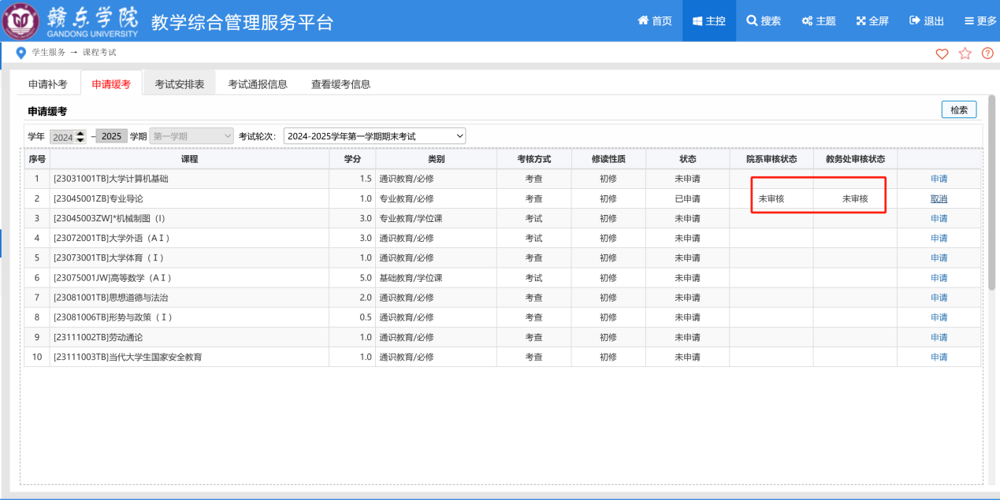 赣东学院
GANDONG UNIVERSITY
教学综合管理服务平台 首页 主控 搜索 主题 全屏 退出 更多
学生服务 → 课程考试
申请补考 申请缓考 考试安排表 考试通报信息 查看缓考信息
申请缓考 检索
学年 2024 – 2025 学期 第一学期 考试轮次： 2024-2025学年第一学期期末考试
序号 课程 学分 类别 考核方式 修读性质 状态 院系审核状态 教务处审核状态
1 [23031001TB]大学计算机基础 1.5 通识教育/必修 考查 初修 未申请 申请
2 [23045001ZB]专业导论 1.0 专业教育/必修 考查 初修 已申请 未审核 未审核 取消
3 [23045003ZW]*机械制图（Ⅰ） 3.0 专业教育/学位课 考试 初修 未申请 申请
4 [23072001TB]大学外语（AⅠ） 3.0 通识教育/必修 考试 初修 未申请 申请
5 [23073001TB]大学体育（Ⅰ） 1.0 通识教育/必修 考查 初修 未申请 申请
6 [23075001JW]高等数学（AⅠ） 5.0 基础教育/学位课 考试 初修 未申请 申请
7 [23081001TB]思想道德与法治 2.0 通识教育/必修 考查 初修 未申请 申请
8 [23081006TB]形势与政策（Ⅰ） 0.5 通识教育/必修 考查 初修 未申请 申请
9 [23111002TB]劳动通论 1.0 通识教育/必修 考查 初修 未申请 申请
10 [23111003TB]当代大学生国家安全教育 1.0 通识教育/必修 考查 初修 未申请 申请